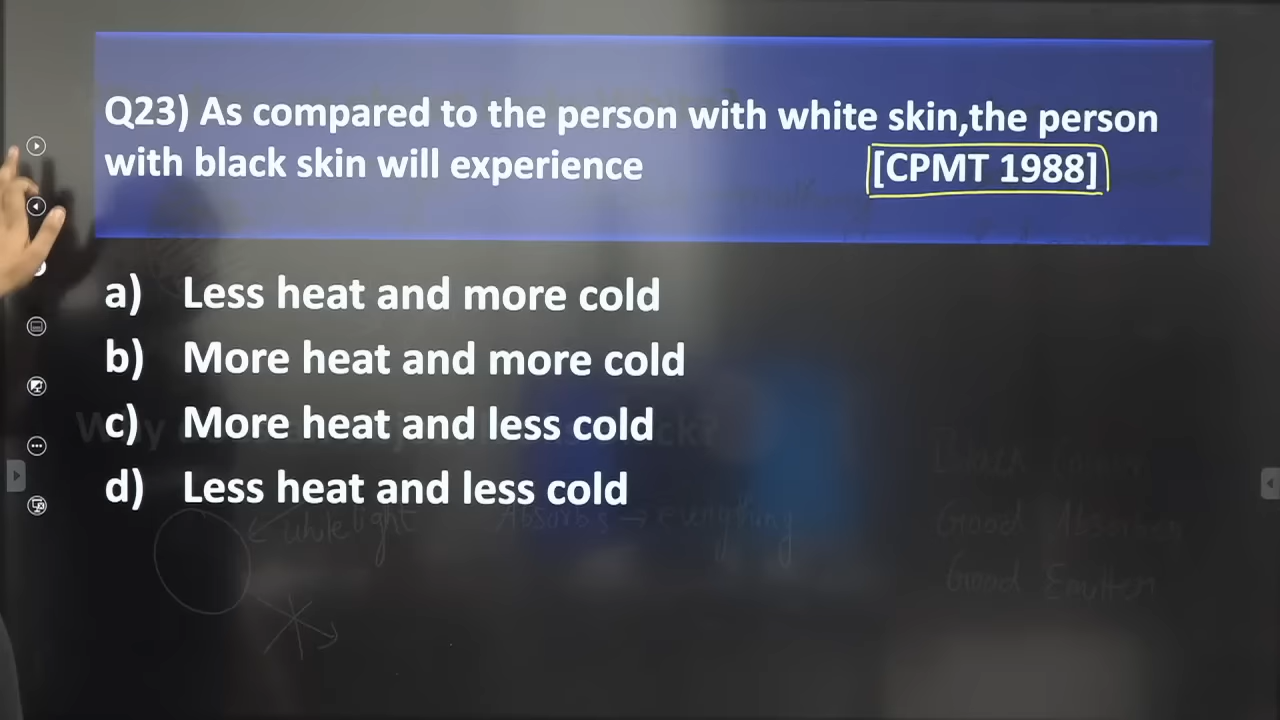 Q23) As compared to the person with white skin,the person
with black skin will experience [CPMT 1988]
a) Less heat and more cold
b) More heat and more cold
c) More heat and less cold
d) Less heat and less cold
white light Absorbs → everything
Good Absorber
Good Emitter